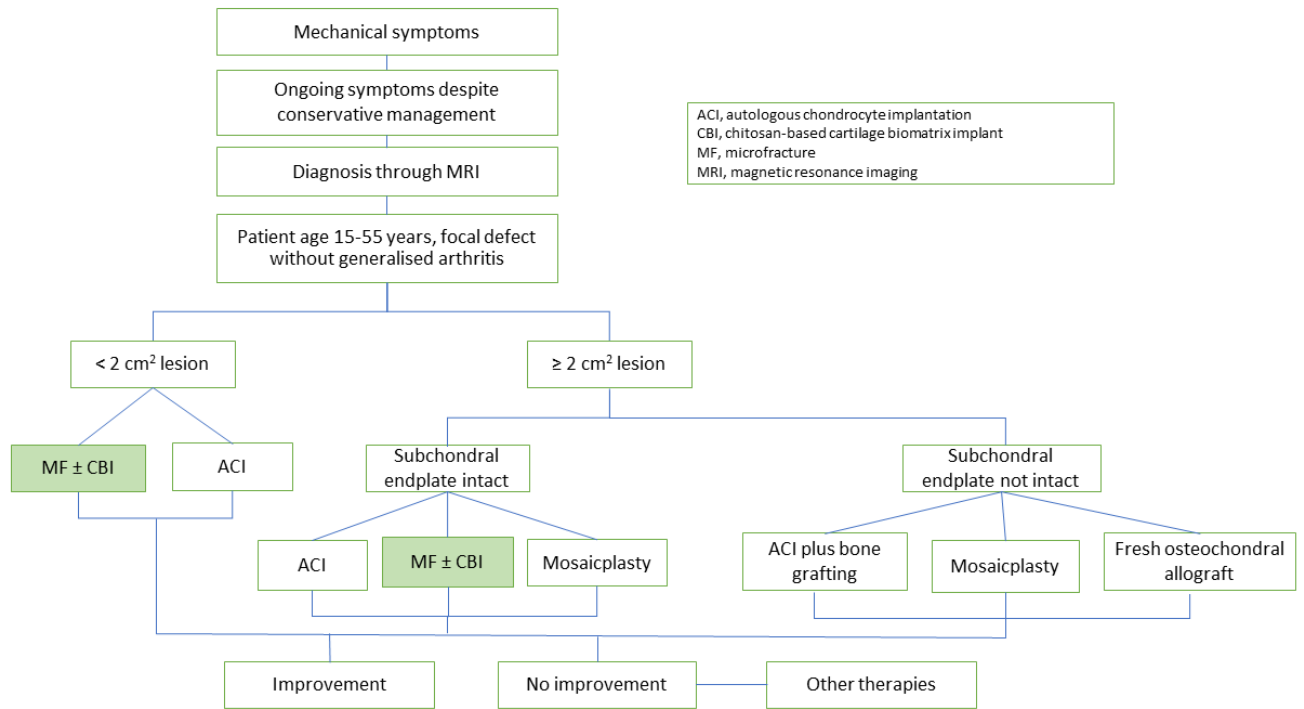 Mechanical symptoms
Ongoing symptoms despite
conservative management
ACI, autologous chondrocyte implantation
CBI, chitosan-based cartilage biomatrix implant
MF, microfracture
MRI, magnetic resonance imaging
Diagnosis through MRI
Patient age 15-55 years, focal defect
without generalised arthritis
< 2 cm² lesion
≥ 2 cm² lesion
MF ± CBI
ACI
Subchondral
endplate intact
Subchondral
endplate not intact
ACI
MF ± CBI
Mosaicplasty
ACI plus bone
grafting
Mosaicplasty
Fresh osteochondral
allograft
Improvement
No improvement
Other therapies